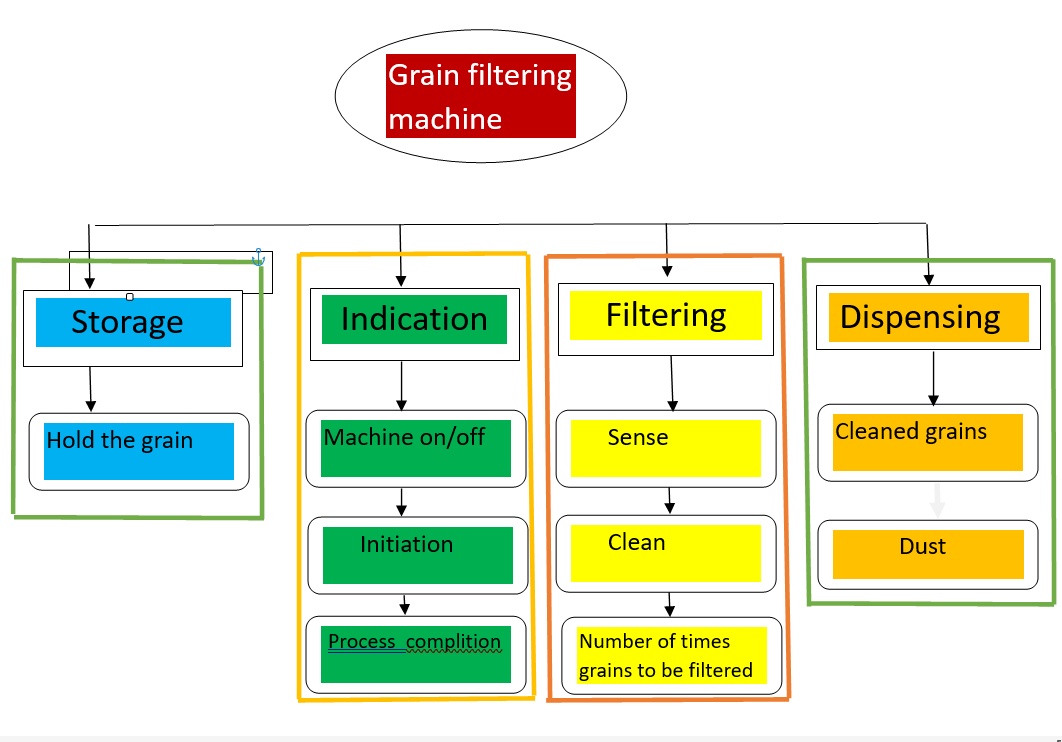 Grain filtering
machine
Storage
Hold the grain
Indication
Machine on/off
Initiation
Process complition
Filtering
Sense
Clean
Number of times
grains to be filtered
Dispensing
Cleaned grains
Dust